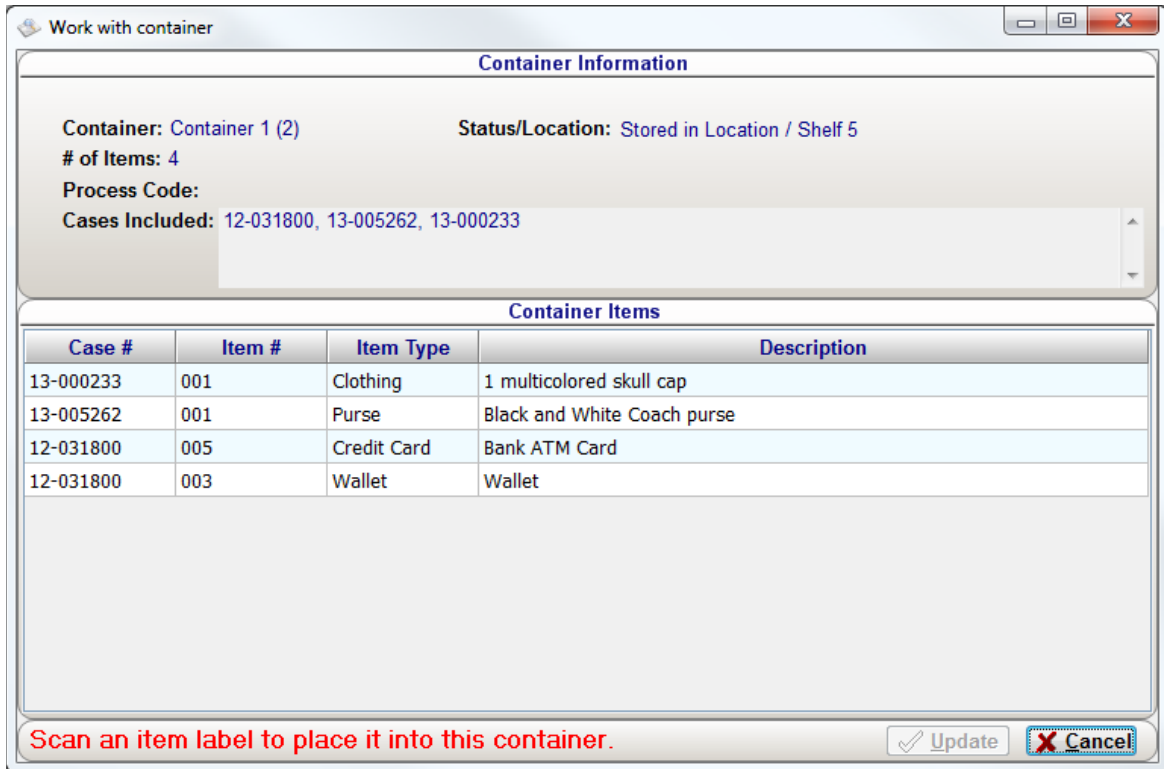 Work with container
Container Information
Container: Container 1 (2) Status/Location: Stored in Location / Shelf 5
# of Items: 4
Process Code:
Cases Included: 12-031800, 13-005262, 13-000233
Container Items
Case # Item # Item Type Description
13-000233 001 Clothing 1 multicolored skull cap
13-005262 001 Purse Black and White Coach purse
12-031800 005 Credit Card Bank ATM Card
12-031800 003 Wallet Wallet
Scan an item label to place it into this container. Update Cancel